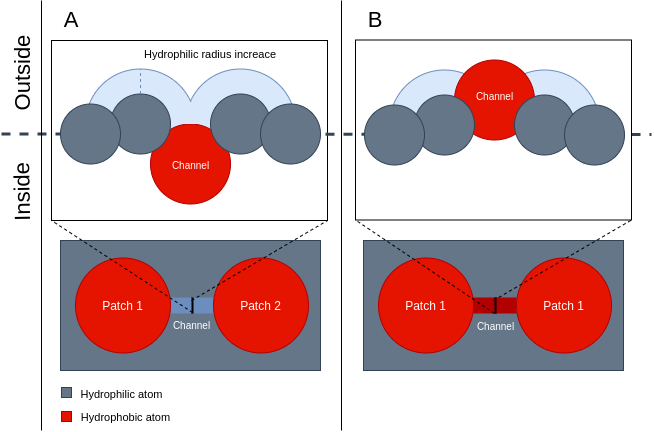 A
B
Outside
Inside
Hydrophilic radius increace
Channel
Channel
Patch 1
Patch 2
Channel
Patch 1
Patch 1
Channel
Hydrophilic atom
Hydrophobic atom